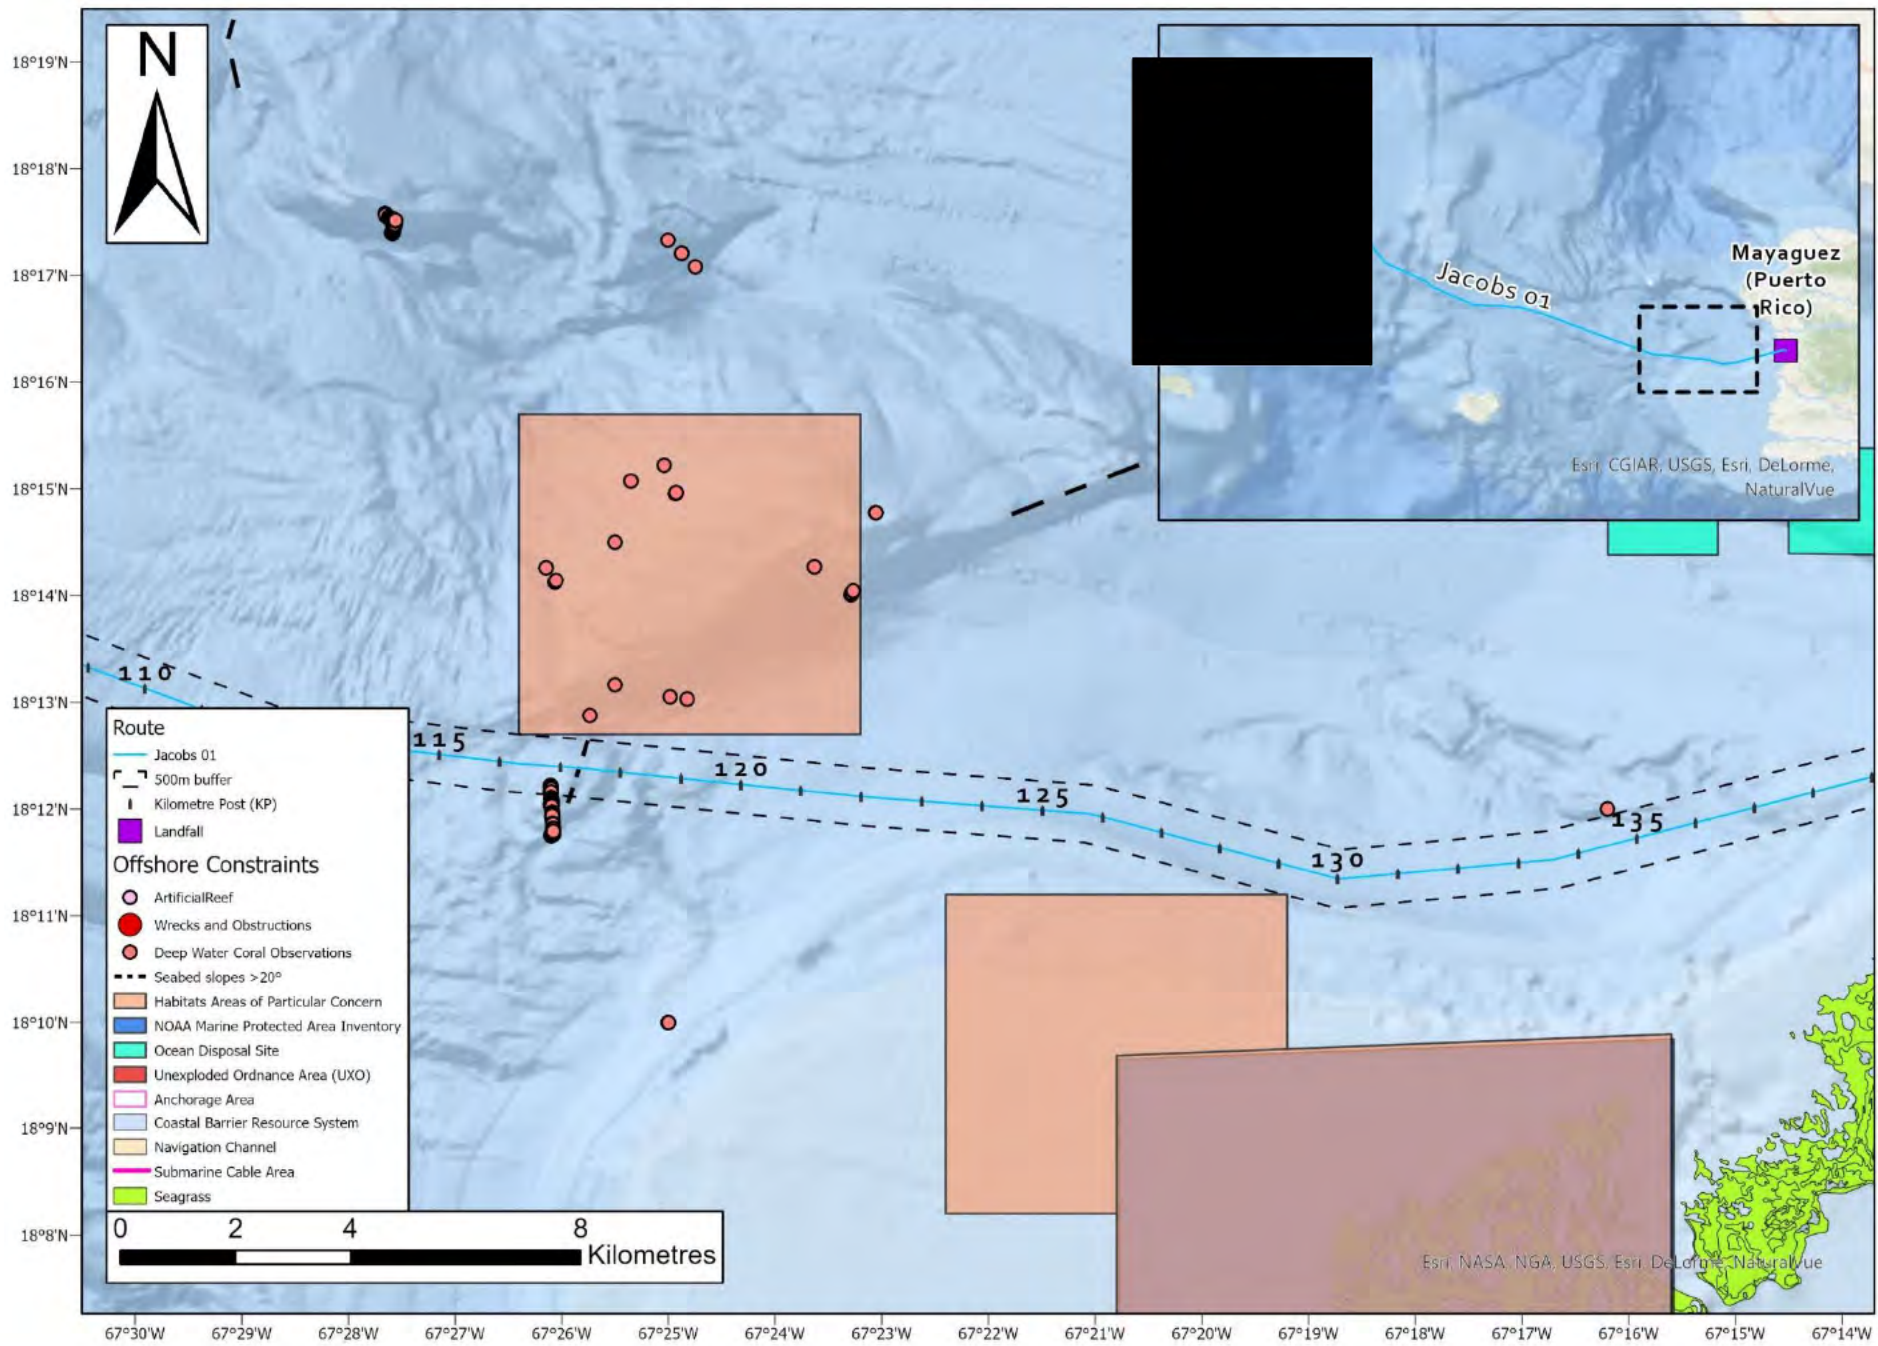 N
18°19'N
18°18'N
18°17'N
18°16'N
18°15'N
18°14'N
18°13'N
18°12'N
18°11'N
18°10'N
18°9'N
18°8'N
Jacobs 01
Mayaguez
(Puerto
Rico)
Esri, CGIAR, USGS, Esri, DeLorme,
NaturalVue
110
115
120
125
130
135
Route
Jacobs 01
500m buffer
Kilometre Post (KP)
Landfall
Offshore Constraints
ArtificialReef
Wrecks and Obstructions
Deep Water Coral Observations
Seabed slopes >20°
Habitats Areas of Particular Concern
NOAA Marine Protected Area Inventory
Ocean Disposal Site
Unexploded Ordnance Area (UXO)
Anchorage Area
Coastal Barrier Resource System
Navigation Channel
Submarine Cable Area
Seagrass
0 2 4 8
Kilometres
Esri, NASA, NGA, USGS, Esri, DeLorme, NaturalVue
67°30'W 67°29'W 67°28'W 67°27'W 67°26'W 67°25'W 67°24'W 67°23'W 67°22'W 67°21'W 67°20'W 67°19'W 67°18'W 67°17'W 67°16'W 67°15'W 67°14'W